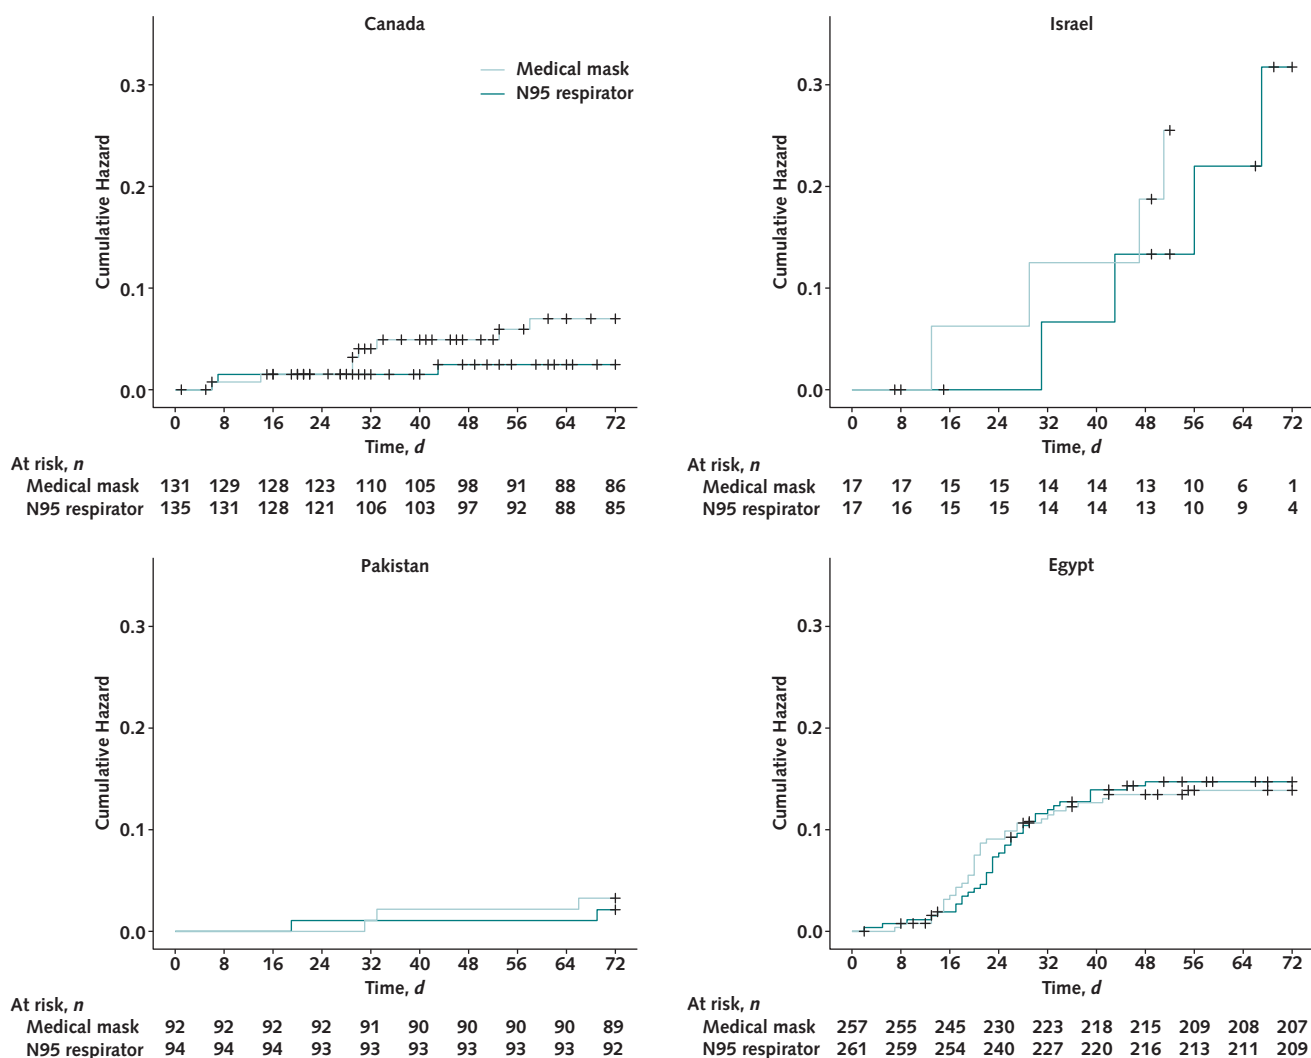 Canada
Medical mask
N95 respirator
Cumulative Hazard
0.3
0.2
0.1
0.0
0 8 16 24 32 40 48 56 64 72
Time, d
At risk, n
Medical mask 131 129 128 123 110 105 98 91 88 86
N95 respirator 135 131 128 121 106 103 97 92 88 85
Israel
Cumulative Hazard
0.3
0.2
0.1
0.0
0 8 16 24 32 40 48 56 64 72
Time, d
At risk, n
Medical mask 17 17 15 15 14 14 13 10 6 1
N95 respirator 17 16 15 15 14 14 13 10 9 4
Pakistan
Cumulative Hazard
0.3
0.2
0.1
0.0
0 8 16 24 32 40 48 56 64 72
Time, d
At risk, n
Medical mask 92 92 92 92 91 90 90 90 90 89
N95 respirator 94 94 94 93 93 93 93 93 93 92
Egypt
Cumulative Hazard
0.3
0.2
0.1
0.0
0 8 16 24 32 40 48 56 64 72
Time, d
At risk, n
Medical mask 257 255 245 230 223 218 215 209 208 207
N95 respirator 261 259 254 240 227 220 216 213 211 209